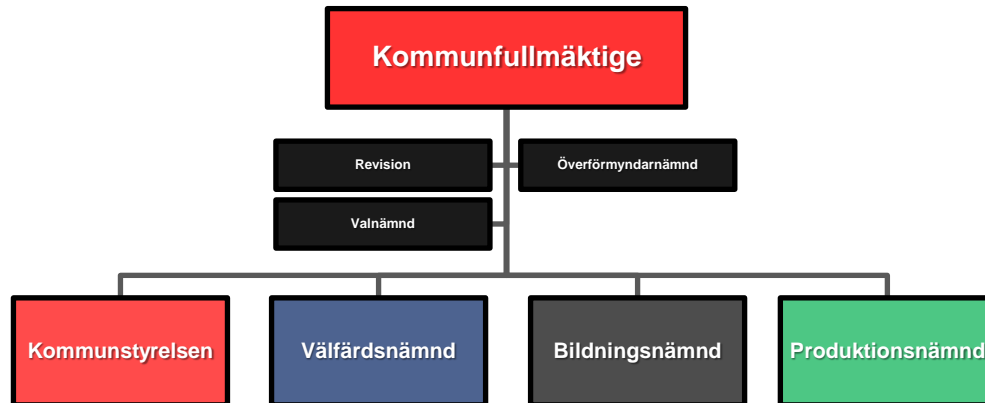 Kommunfullmäktige
Revision
Överförmyndarnämnd
Valnämnd
Kommunstyrelsen
Välfärdsnämnd
Bildningsnämnd
Produktionsnämnd